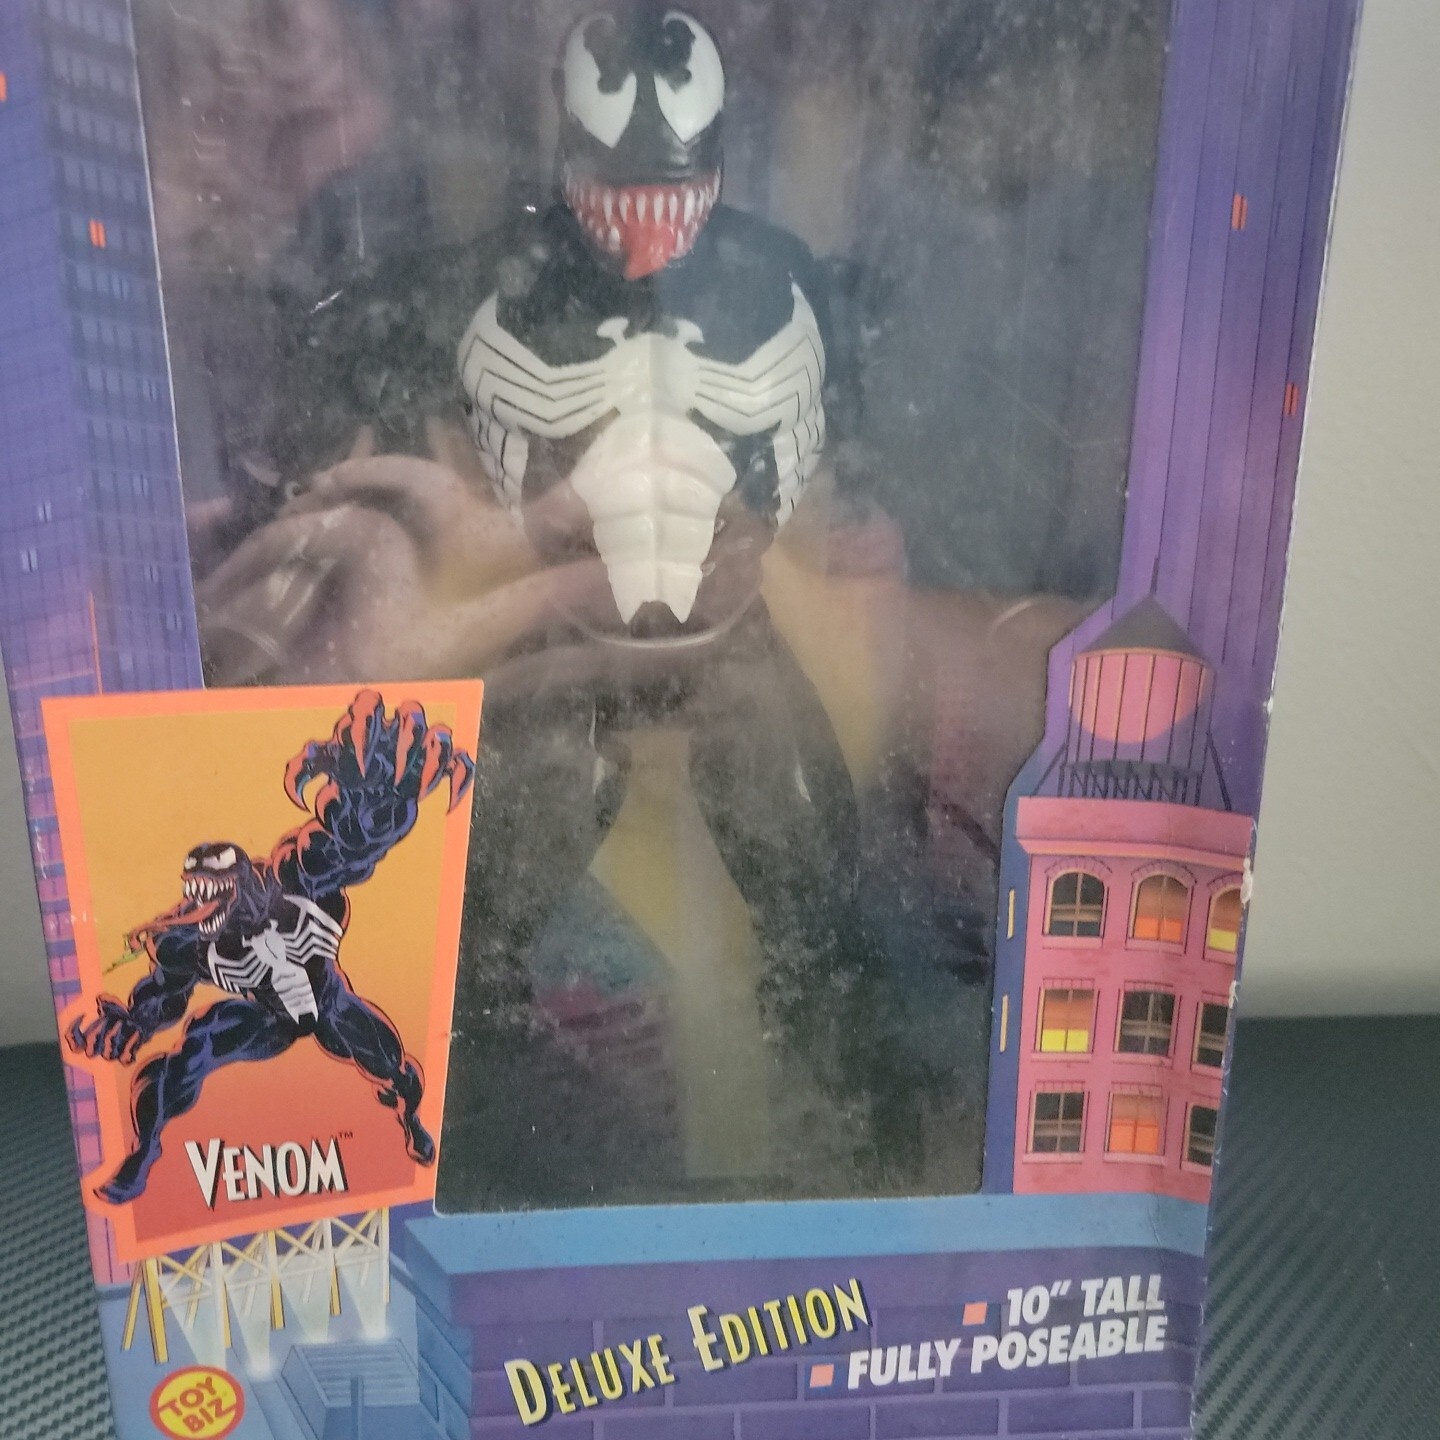 VENOM™
DELUXE EDITION
10" TALL
FULLY POSEABLE
TOY
BIZ